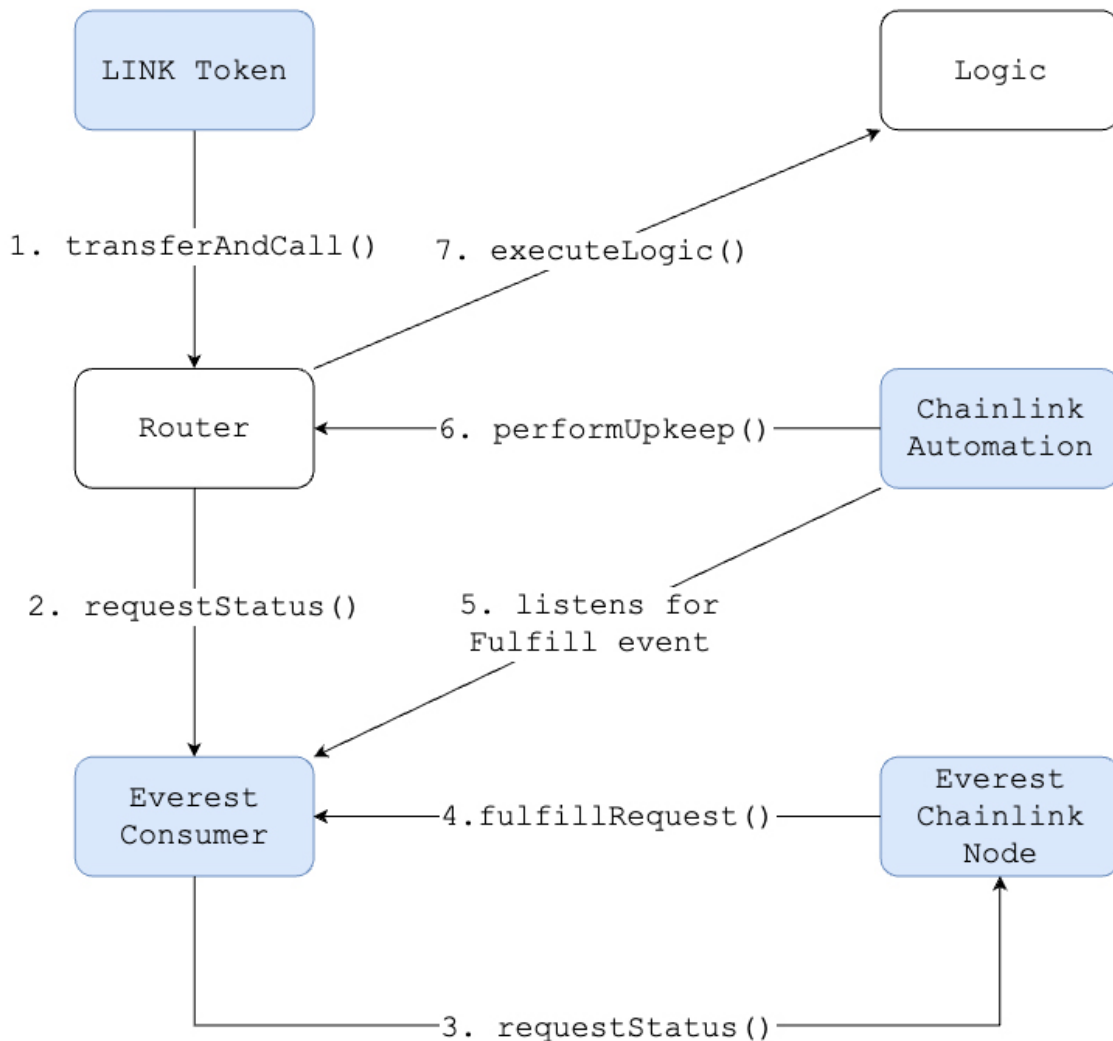 LINK Token
Logic
1. transferAndCall()
7. executeLogic()
Router
6. performUpkeep()
Chainlink
Automation
2. requestStatus()
5. listens for
Fulfill event
Everest
Consumer
4.fulfillRequest()
Everest
Chainlink
Node
3. requestStatus()